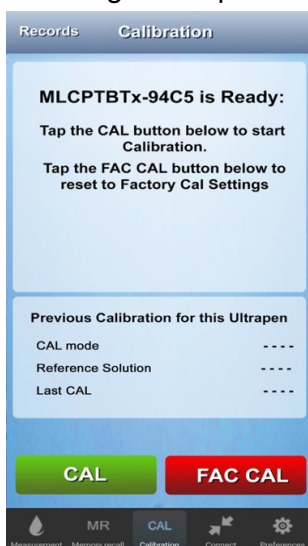 Records Calibration
MLCPTBTx-94C5 is Ready:
Tap the CAL button below to start
Calibration.
Tap the FAC CAL button below to
reset to Factory Cal Settings
Previous Calibration for this Ultrapen
CAL mode ----
Reference Solution ----
Last CAL ----
CAL FAC CAL
MR CAL
Measurement Memory recall Calibration Connect Preferences